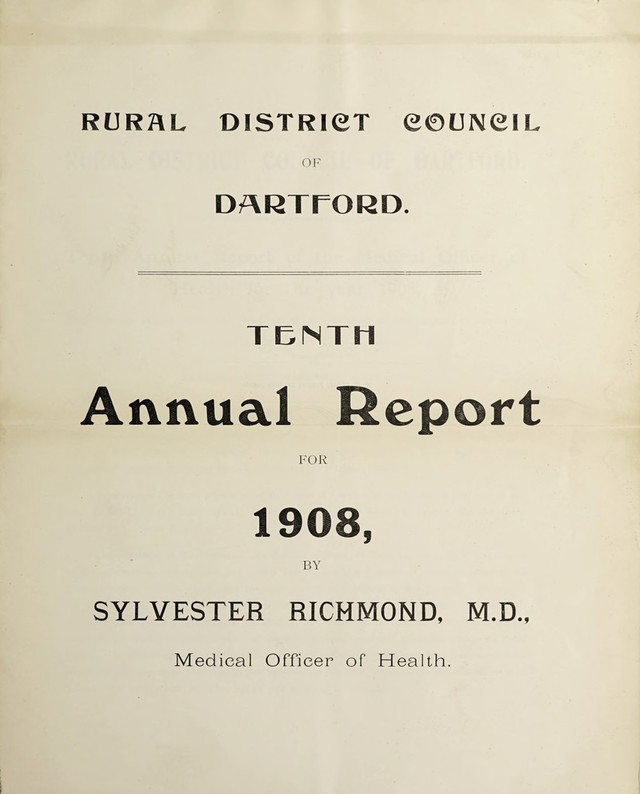 RURAL DISTRICT COUNCIL
OF
DARTFORD.
TENTH
Annual Report
FOR
1908,
BY
SYLVESTER RICHMOND, M.D.,
Medical Officer of Health.